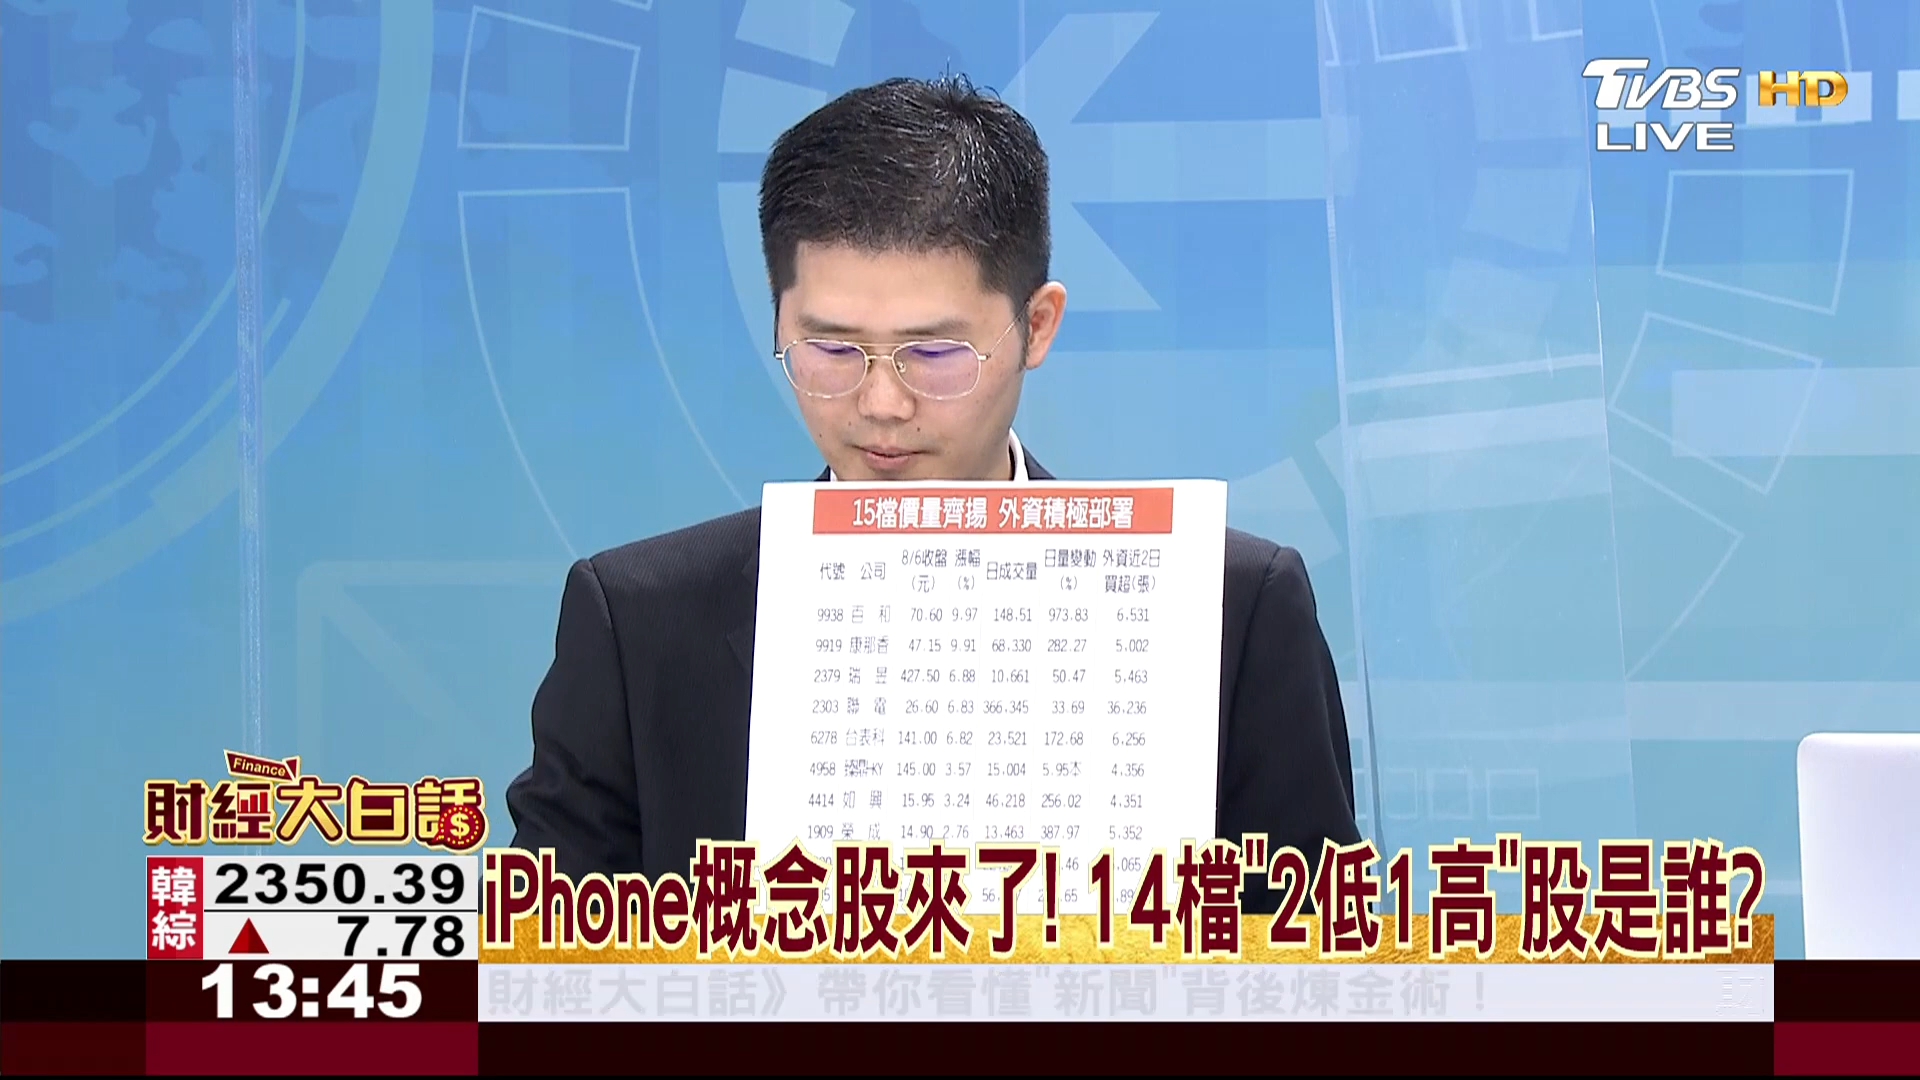 TVBS HD
LIVE
15檔價量齊揚 外資積極部署
代號 公司 8/6收盤(元) 漲幅(%) 日成交量 日量變動(%) 外資近2日買超(張)
9938 百和 70.60 9.97 148.51 973.83 6,531
9919 康那香 47.15 9.91 68,330 282.27 5,002
2379 瑞昱 427.50 6.88 10,661 50.47 5,463
2303 聯電 26.60 6.83 366,345 33.69 36,236
6278 台表科 141.00 6.82 23,521 172.68 6,256
4958 臻鼎-KY 145.00 3.57 15,004 5.95 4,356
4414 如興 15.95 3.24 46,218 256.02 4,351
1909 榮成 14.90 2.76 13,463 387.97 5,352
Finance
財經大白話
韓綜 2350.39
▲ 7.78
iPhone概念股來了! 14檔"2低1高"股是誰?
13:45
財經大白話》帶你看懂"新聞"背後煉金術！